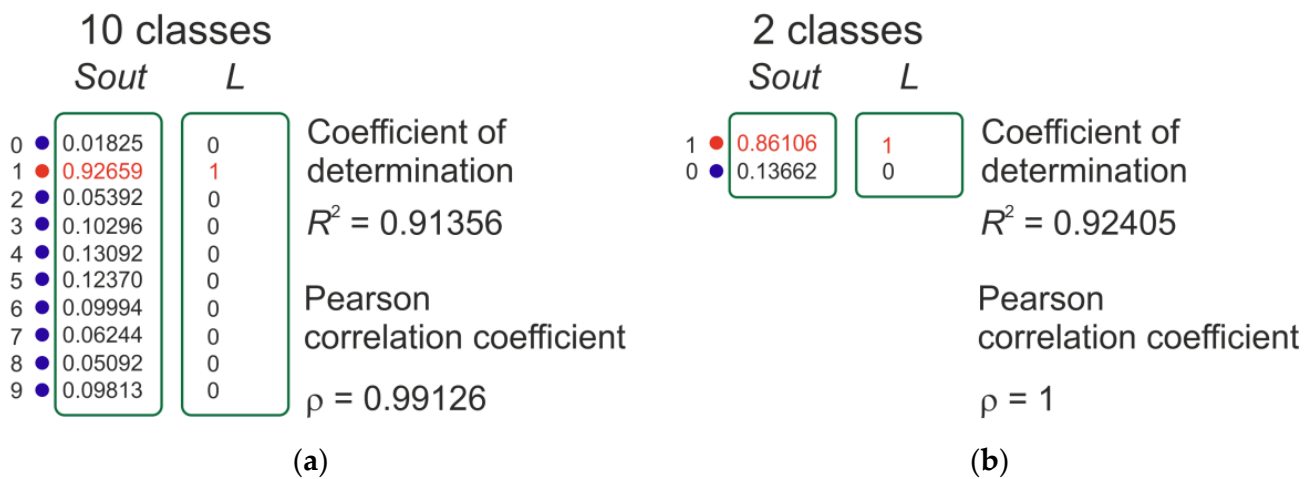 10 classes
Sout L
0 0.01825 0
1 0.92659 1
2 0.05392 0
3 0.10296 0
4 0.13092 0
5 0.12370 0
6 0.09994 0
7 0.06244 0
8 0.05092 0
9 0.09813 0
Coefficient of
determination
R² = 0.91356
Pearson
correlation coefficient
ρ = 0.99126
(a)
2 classes
Sout L
1 0.86106 1
0 0.13662 0
Coefficient of
determination
R² = 0.92405
Pearson
correlation coefficient
ρ = 1
(b)